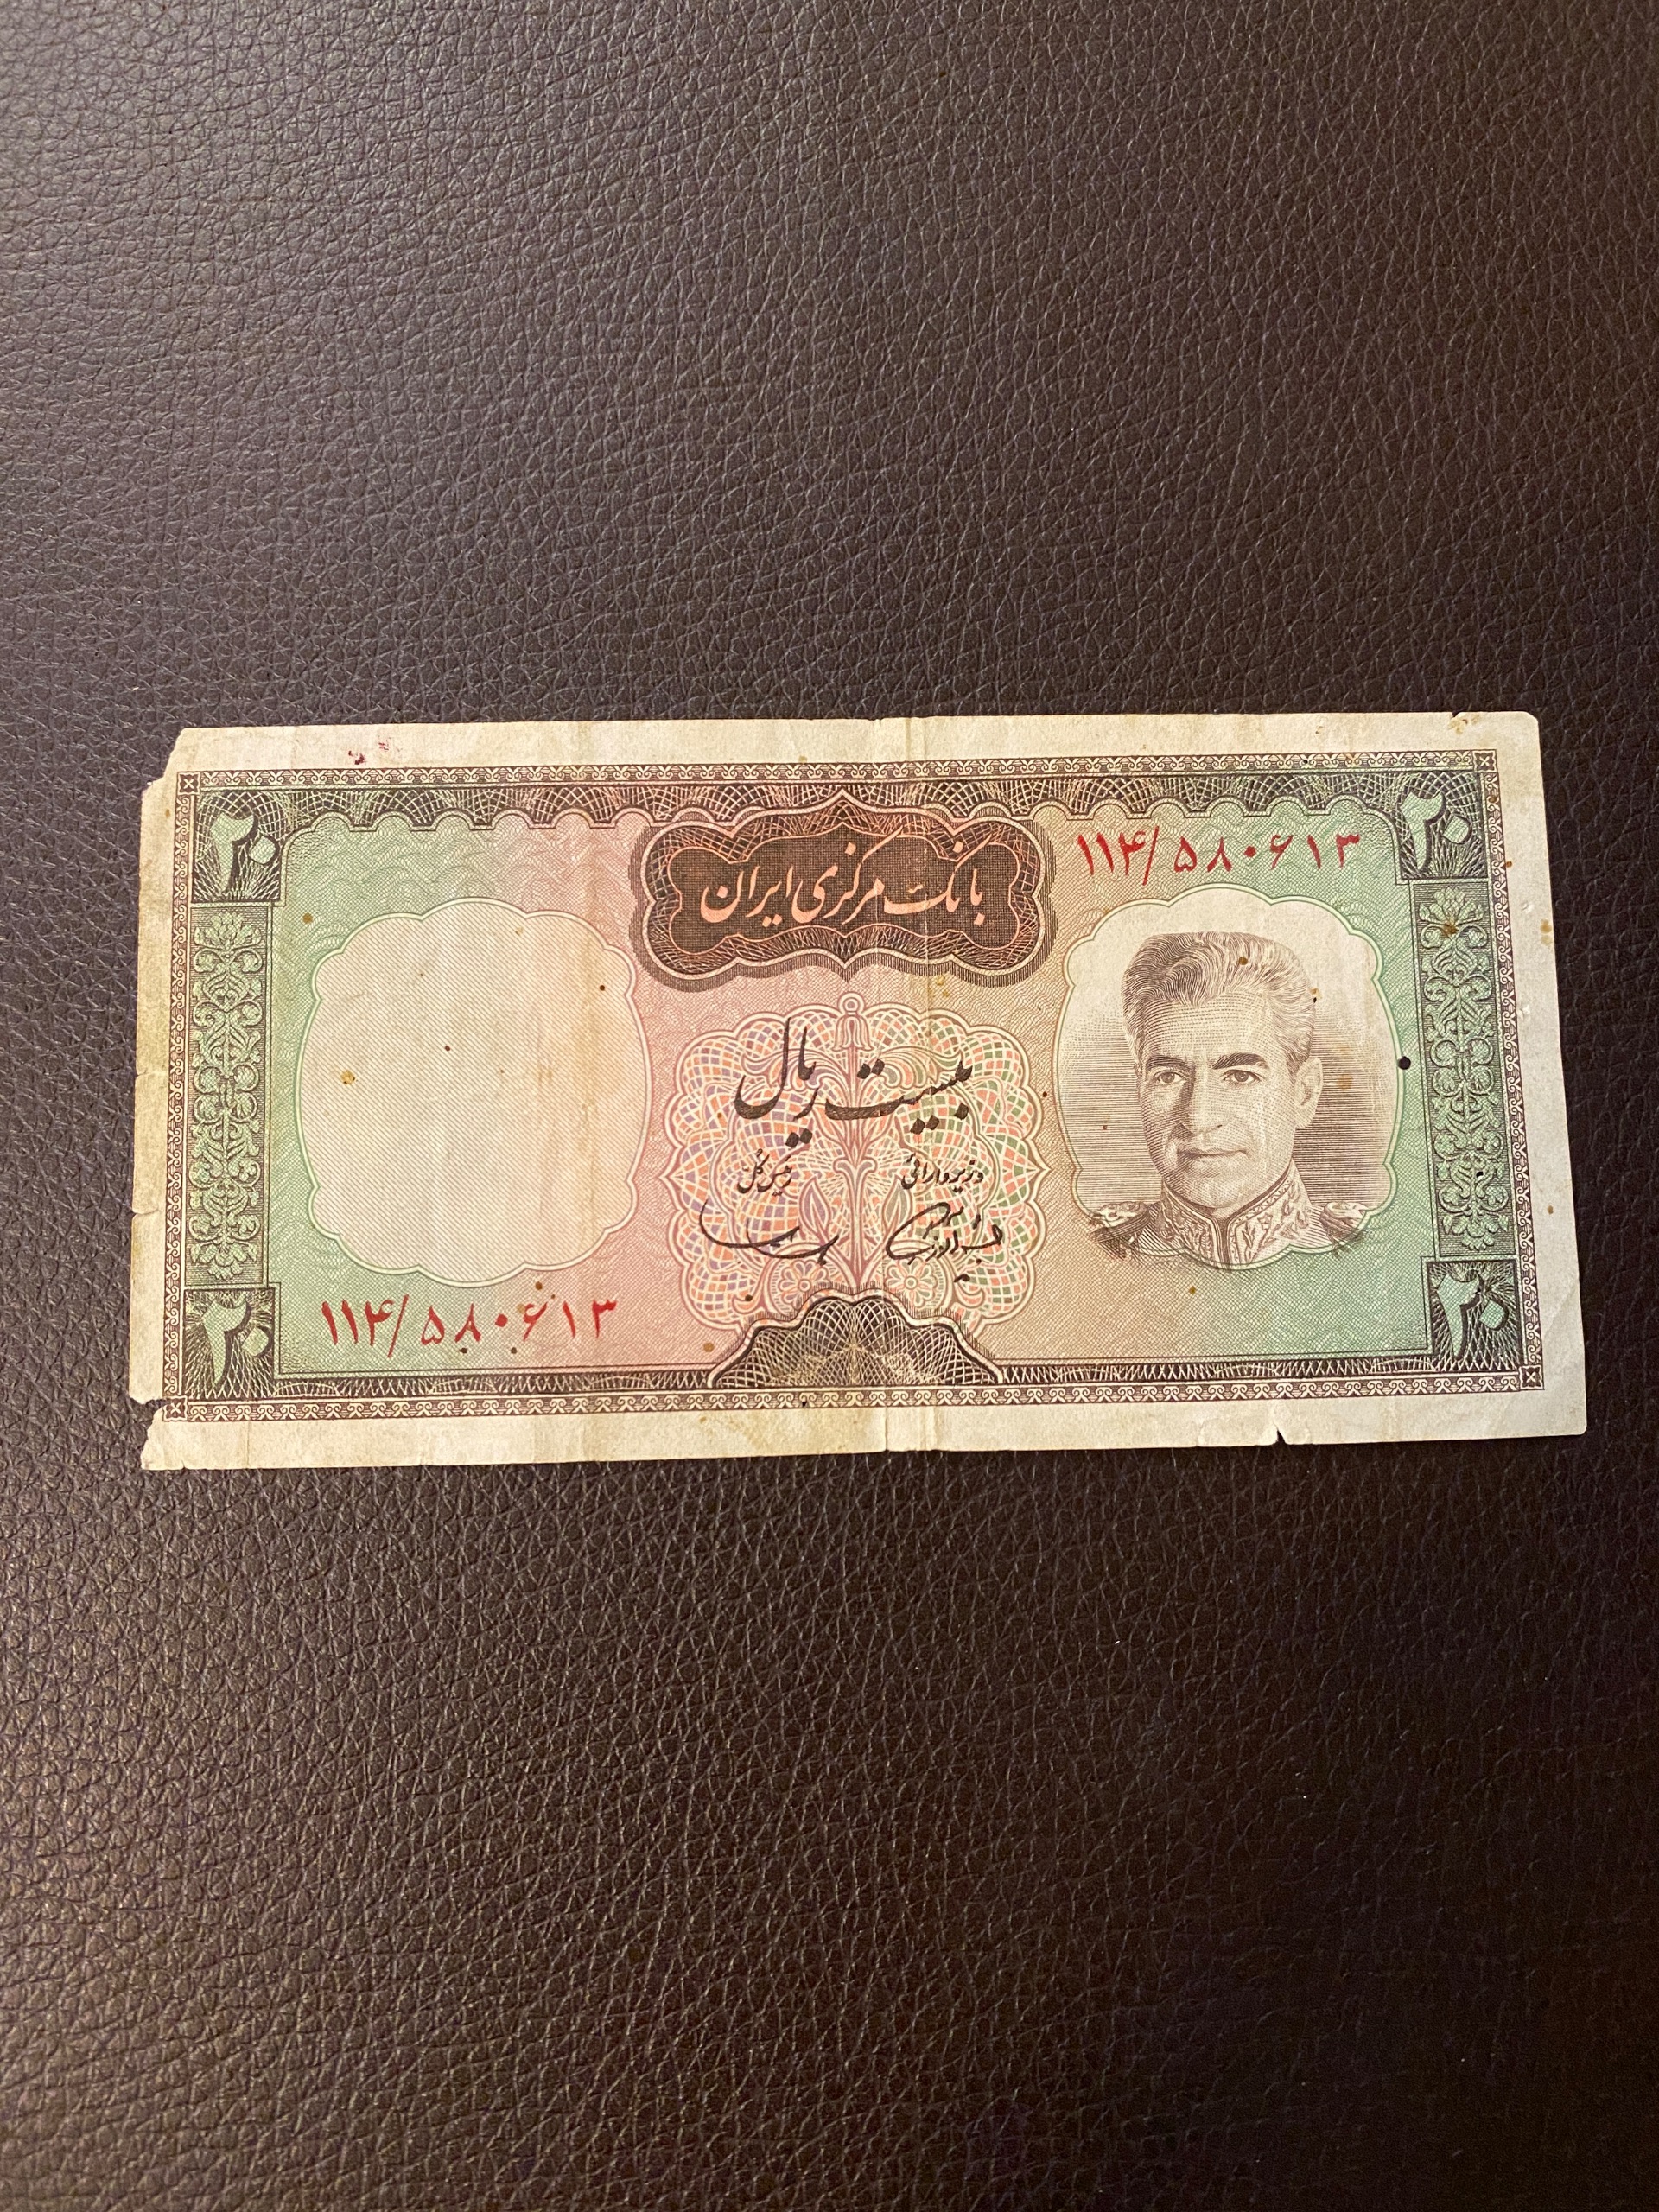 ۲۰
۲۰
بانک مرکزی ایران
۱۱۴/۵۸۰۶۱۳
بیست ریال
وزیر دارائی
رئیس کل
۱۱۴/۵۸۰۶۱۳
۲۰
۲۰